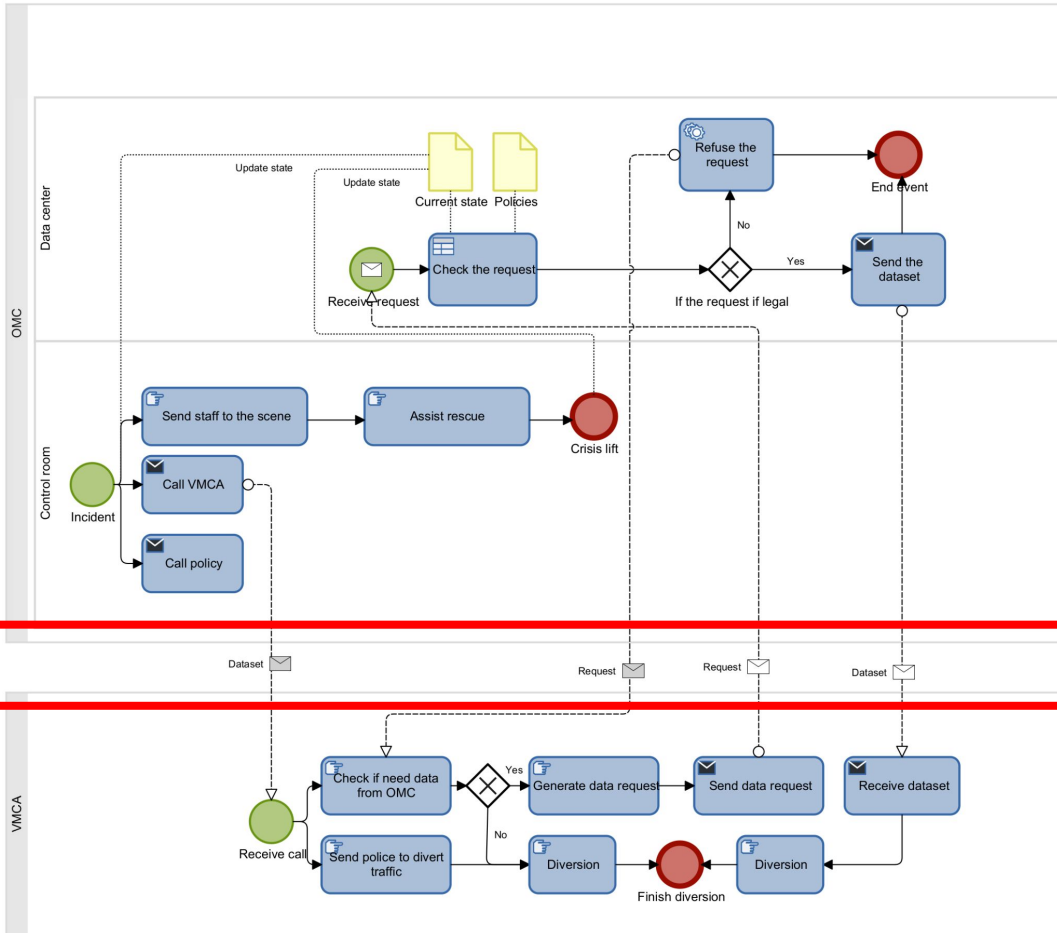 OMC
Data center
Update state
Update state
Current state
Policies
Refuse the
request
End event
No
Receive request
Check the request
If the request if legal
Yes
Send the
dataset
Control room
Send staff to the scene
Assist rescue
Crisis lift
Incident
Call VMCA
Call policy
Dataset
Request
Request
Dataset
VMCA
Receive call
Check if need data
from OMC
Yes
Generate data request
Send data request
Receive dataset
No
Send police to divert
traffic
Diversion
Finish diversion
Diversion